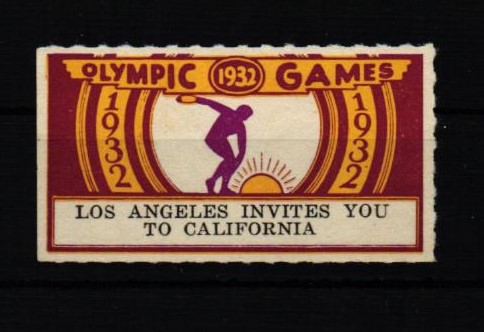 OLYMPIC 1932 GAMES
1932
1932
LOS ANGELES INVITES YOU
TO CALIFORNIA